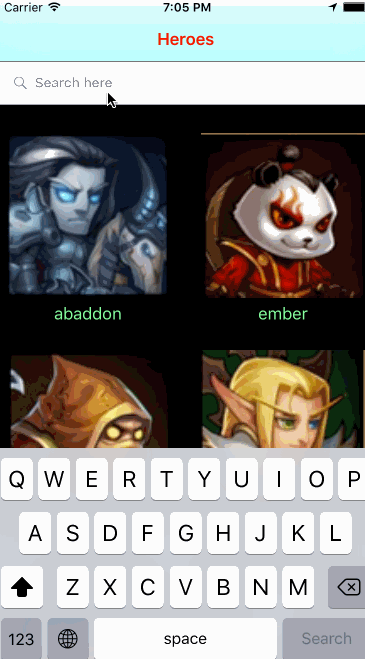 Carrier 7:05 PM
Heroes
Search here
abaddon ember
Q W E R T Y U I O P
A S D F G H J K L
Z X C V B N M
123 space Search